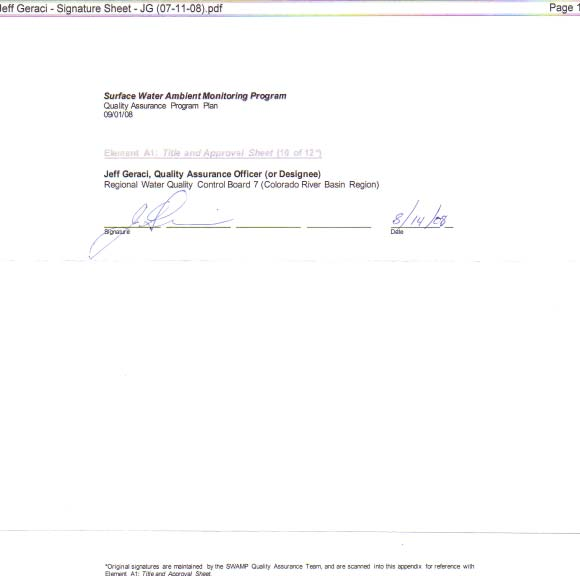 Jeff Geraci - Signature Sheet - JG (07-11-08).pdf Page 1
Surface Water Ambient Monitoring Program
Quality Assurance Program Plan
09/01/08
Element A1: Title and Approval Sheet (10 of 12*)
Jeff Geraci, Quality Assurance Officer (or Designee)
Regional Water Quality Control Board 7 (Colorado River Basin Region)
8/14/08
Signature Date
*Original signatures are maintained by the SWAMP Quality Assurance Team, and are scanned into this appendix for reference with
Element A1: Title and Approval Sheet.